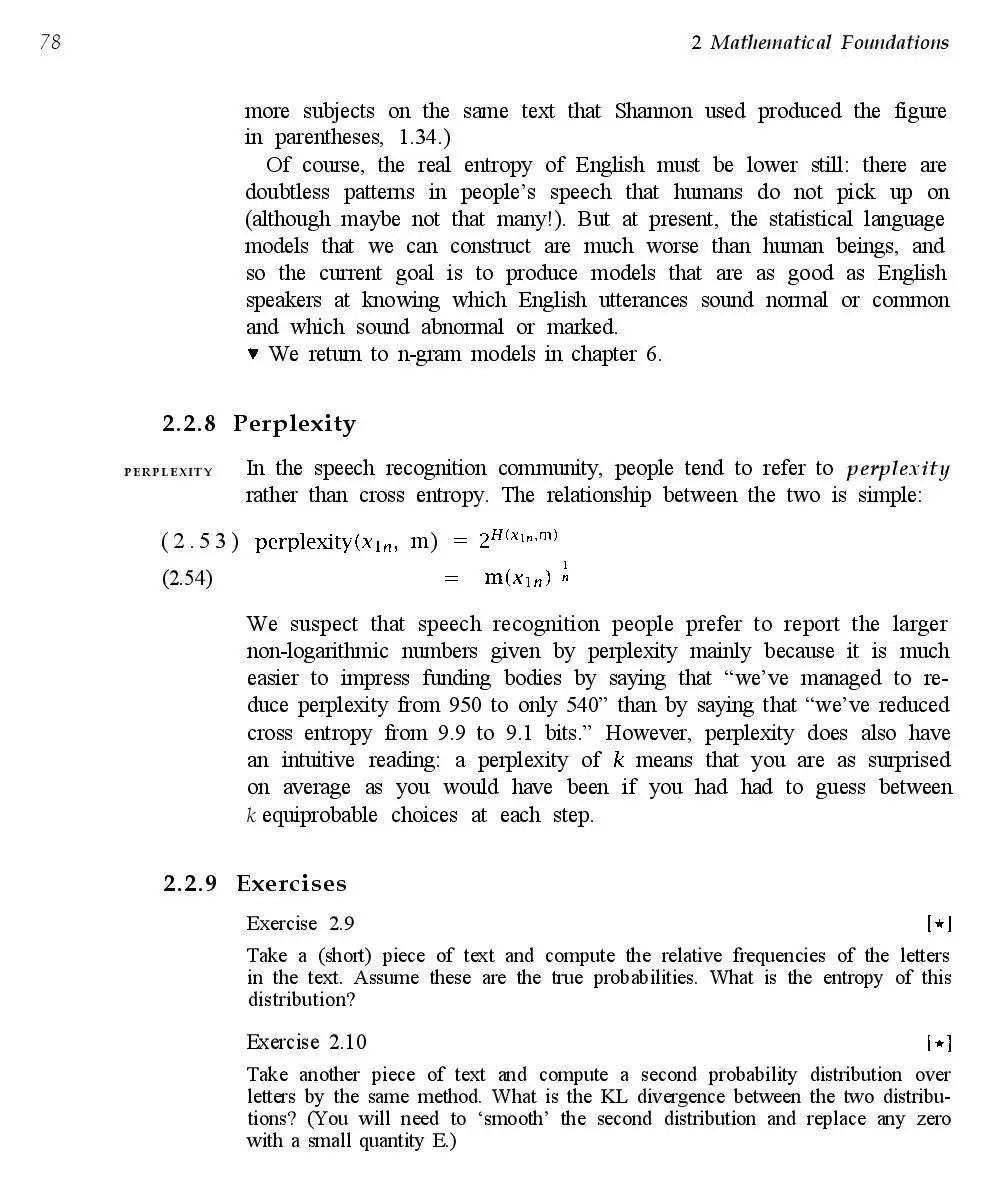 78
2 Mathematical Foundations
more subjects on the same text that Shannon used produced the figure
in parentheses, 1.34.)
Of course, the real entropy of English must be lower still: there are
doubtless patterns in people’s speech that humans do not pick up on
(although maybe not that many!). But at present, the statistical language
models that we can construct are much worse than human beings, and
so the current goal is to produce models that are as good as English
speakers at knowing which English utterances sound normal or common
and which sound abnormal or marked.
▼ We return to n-gram models in chapter 6.
2.2.8 Perplexity
PERPLEXITY In the speech recognition community, people tend to refer to perplexity
rather than cross entropy. The relationship between the two is simple:
(2.53) perplexity(x₁ₙ, m) = 2^H(x₁ₙ,m)
(2.54) = m(x₁ₙ)^1/n
We suspect that speech recognition people prefer to report the larger
non-logarithmic numbers given by perplexity mainly because it is much
easier to impress funding bodies by saying that “we’ve managed to re-
duce perplexity from 950 to only 540” than by saying that “we’ve reduced
cross entropy from 9.9 to 9.1 bits.” However, perplexity does also have
an intuitive reading: a perplexity of k means that you are as surprised
on average as you would have been if you had had to guess between
k equiprobable choices at each step.
2.2.9 Exercises
Exercise 2.9 [⋆]
Take a (short) piece of text and compute the relative frequencies of the letters
in the text. Assume these are the true probabilities. What is the entropy of this
distribution?
Exercise 2.10 [⋆]
Take another piece of text and compute a second probability distribution over
letters by the same method. What is the KL divergence between the two distribu-
tions? (You will need to ‘smooth’ the second distribution and replace any zero
with a small quantity E.)